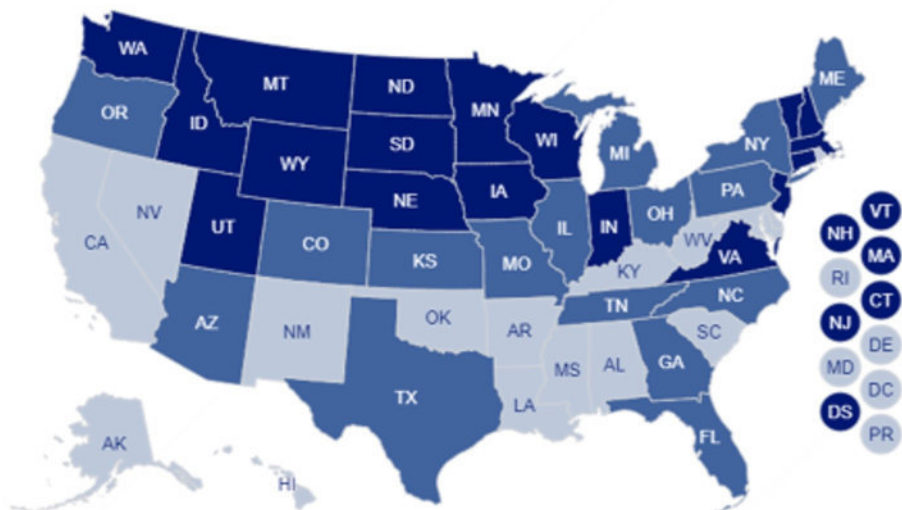 WA
MT
ND
MN
ME
OR
ID
SD
WI
NY
WY
MI
IA
PA
NE
NV
UT
IL
IN
OH
CA
CO
WV
VA
VT
NH
KS
MO
KY
MA
RI
TN
NC
CT
AZ
NM
OK
AR
SC
NJ
DE
MS
AL
GA
MD
TX
LA
DC
DS
FL
PR
AK
HI